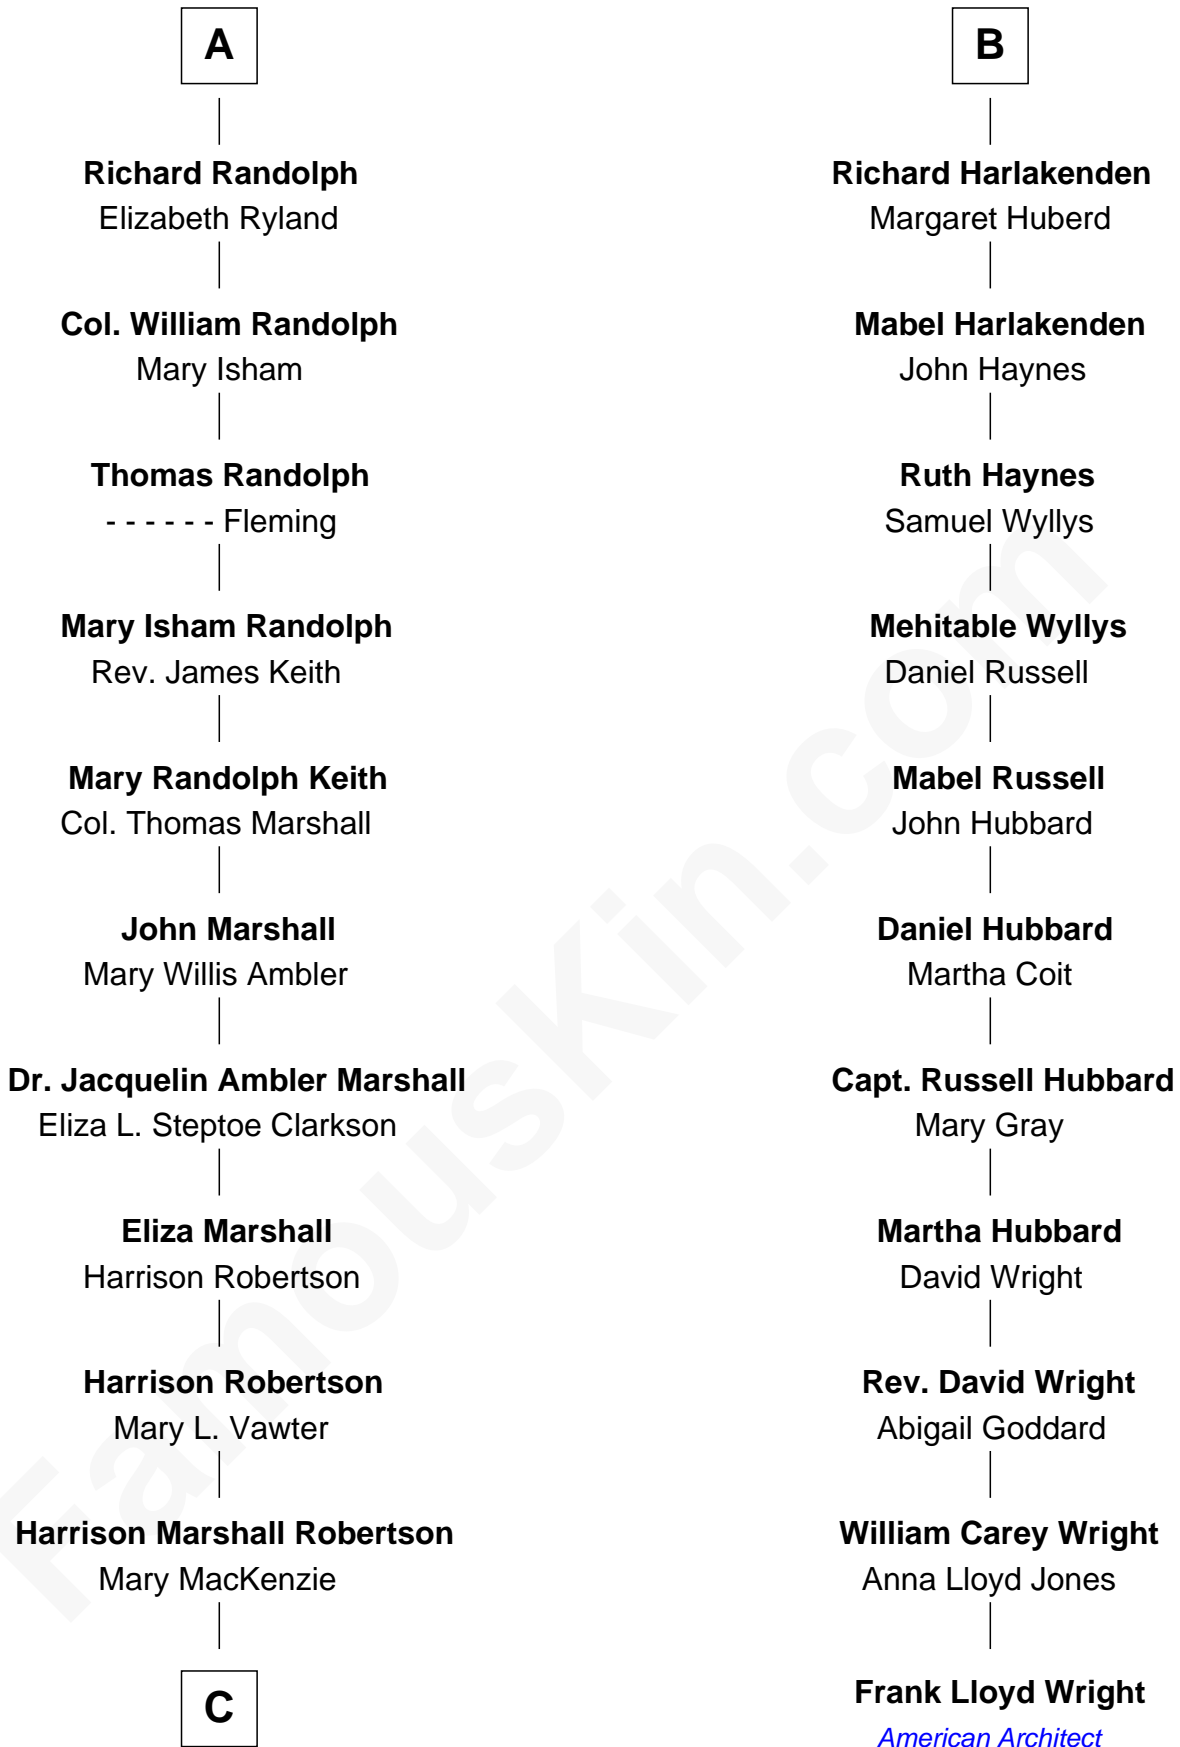 A
Richard Randolph
Elizabeth Ryland
Col. William Randolph
Mary Isham
Thomas Randolph
- - - - - - Fleming
Mary Isham Randolph
Rev. James Keith
Mary Randolph Keith
Col. Thomas Marshall
John Marshall
Mary Willis Ambler
Dr. Jacquelin Ambler Marshall
Eliza L. Steptoe Clarkson
Eliza Marshall
Harrison Robertson
Harrison Robertson
Mary L. Vawter
Harrison Marshall Robertson
Mary MacKenzie
C
B
Richard Harlakenden
Margaret Huberd
Mabel Harlakenden
John Haynes
Ruth Haynes
Samuel Wyllys
Mehitable Wyllys
Daniel Russell
Mabel Russell
John Hubbard
Daniel Hubbard
Martha Coit
Capt. Russell Hubbard
Mary Gray
Martha Hubbard
David Wright
Rev. David Wright
Abigail Goddard
William Carey Wright
Anna Lloyd Jones
Frank Lloyd Wright
American Architect
FamousKin.com